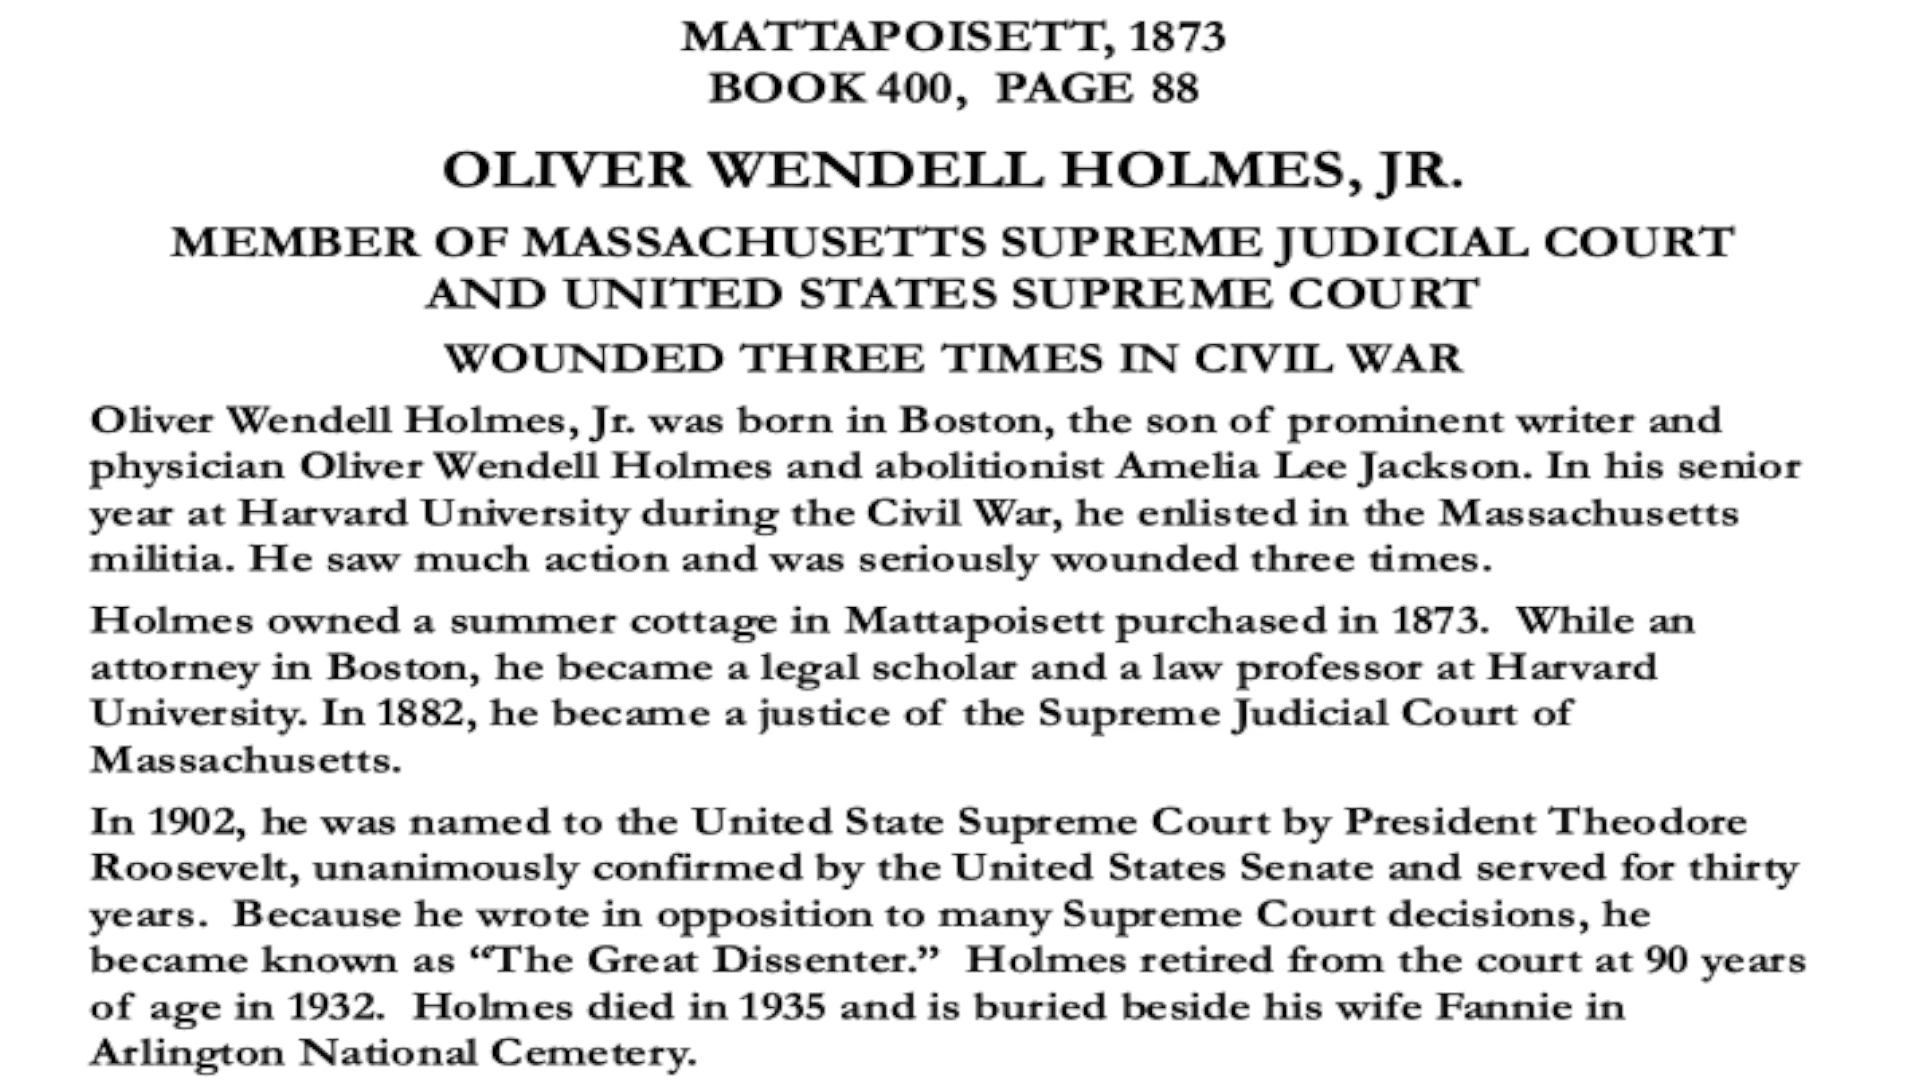 MATTAPOISETT, 1873
BOOK 400, PAGE 88
OLIVER WENDELL HOLMES, JR.
MEMBER OF MASSACHUSETTS SUPREME JUDICIAL COURT
AND UNITED STATES SUPREME COURT
WOUNDED THREE TIMES IN CIVIL WAR
Oliver Wendell Holmes, Jr. was born in Boston, the son of prominent writer and
physician Oliver Wendell Holmes and abolitionist Amelia Lee Jackson. In his senior
year at Harvard University during the Civil War, he enlisted in the Massachusetts
militia. He saw much action and was seriously wounded three times.
Holmes owned a summer cottage in Mattapoisett purchased in 1873. While an
attorney in Boston, he became a legal scholar and a law professor at Harvard
University. In 1882, he became a justice of the Supreme Judicial Court of
Massachusetts.
In 1902, he was named to the United State Supreme Court by President Theodore
Roosevelt, unanimously confirmed by the United States Senate and served for thirty
years. Because he wrote in opposition to many Supreme Court decisions, he
became known as “The Great Dissenter.” Holmes retired from the court at 90 years
of age in 1932. Holmes died in 1935 and is buried beside his wife Fannie in
Arlington National Cemetery.